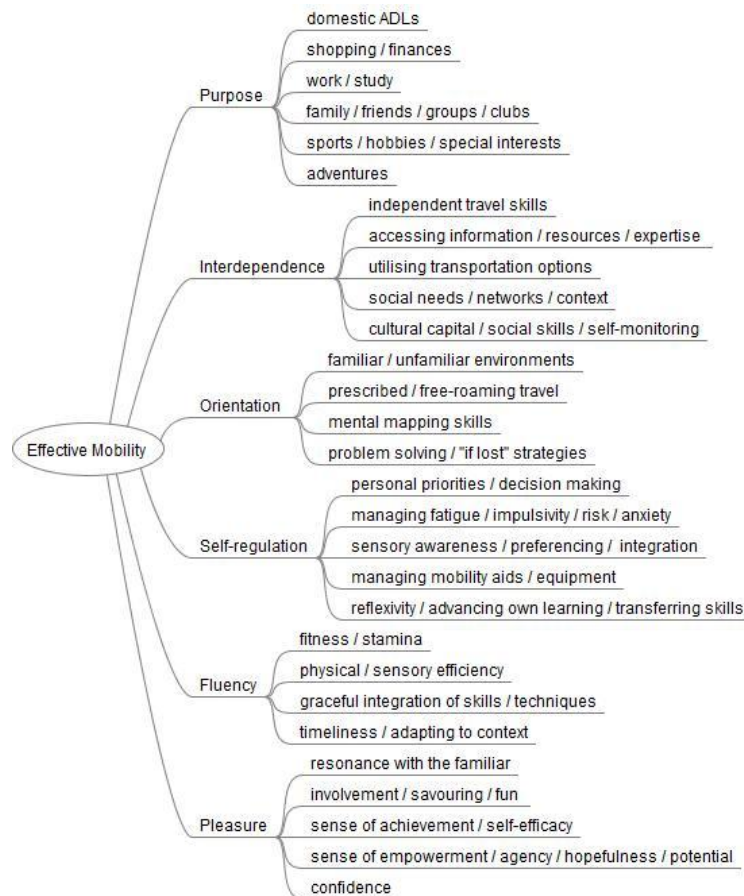 Effective Mobility
Purpose
domestic ADLs
shopping / finances
work / study
family / friends / groups / clubs
sports / hobbies / special interests
adventures
Interdependence
independent travel skills
accessing information / resources / expertise
utilising transportation options
social needs / networks / context
cultural capital / social skills / self-monitoring
Orientation
familiar / unfamiliar environments
prescribed / free-roaming travel
mental mapping skills
problem solving / "if lost" strategies
Self-regulation
personal priorities / decision making
managing fatigue / impulsivity / risk / anxiety
sensory awareness / preferencing / integration
managing mobility aids / equipment
reflexivity / advancing own learning / transferring skills
Fluency
fitness / stamina
physical / sensory efficiency
graceful integration of skills / techniques
timeliness / adapting to context
Pleasure
resonance with the familiar
involvement / savouring / fun
sense of achievement / self-efficacy
sense of empowerment / agency / hopefulness / potential
confidence